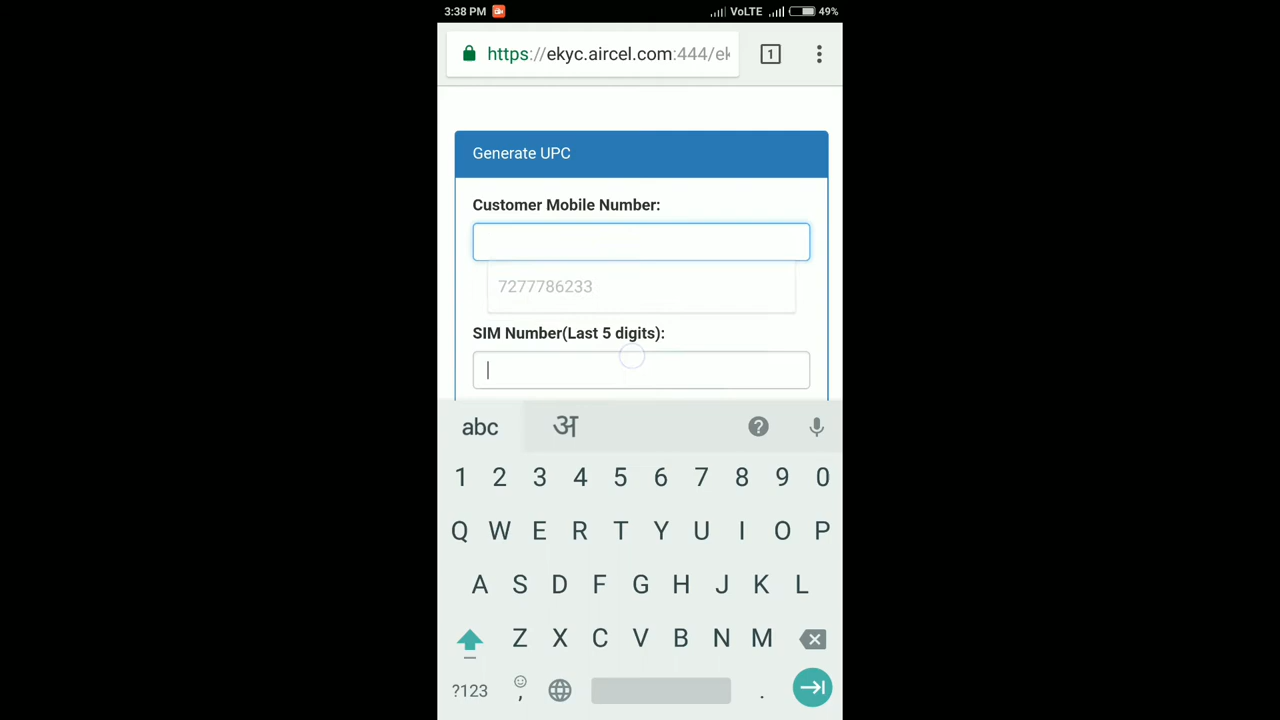 3:38 PM VoLTE 49%
https://ekyc.aircel.com:444/ek
1
Generate UPC
Customer Mobile Number:
7277786233
SIM Number(Last 5 digits):
abc अ ?
1 2 3 4 5 6 7 8 9 0
Q W E R T Y U I O P
A S D F G H J K L
Z X C V B N M
?123 , .